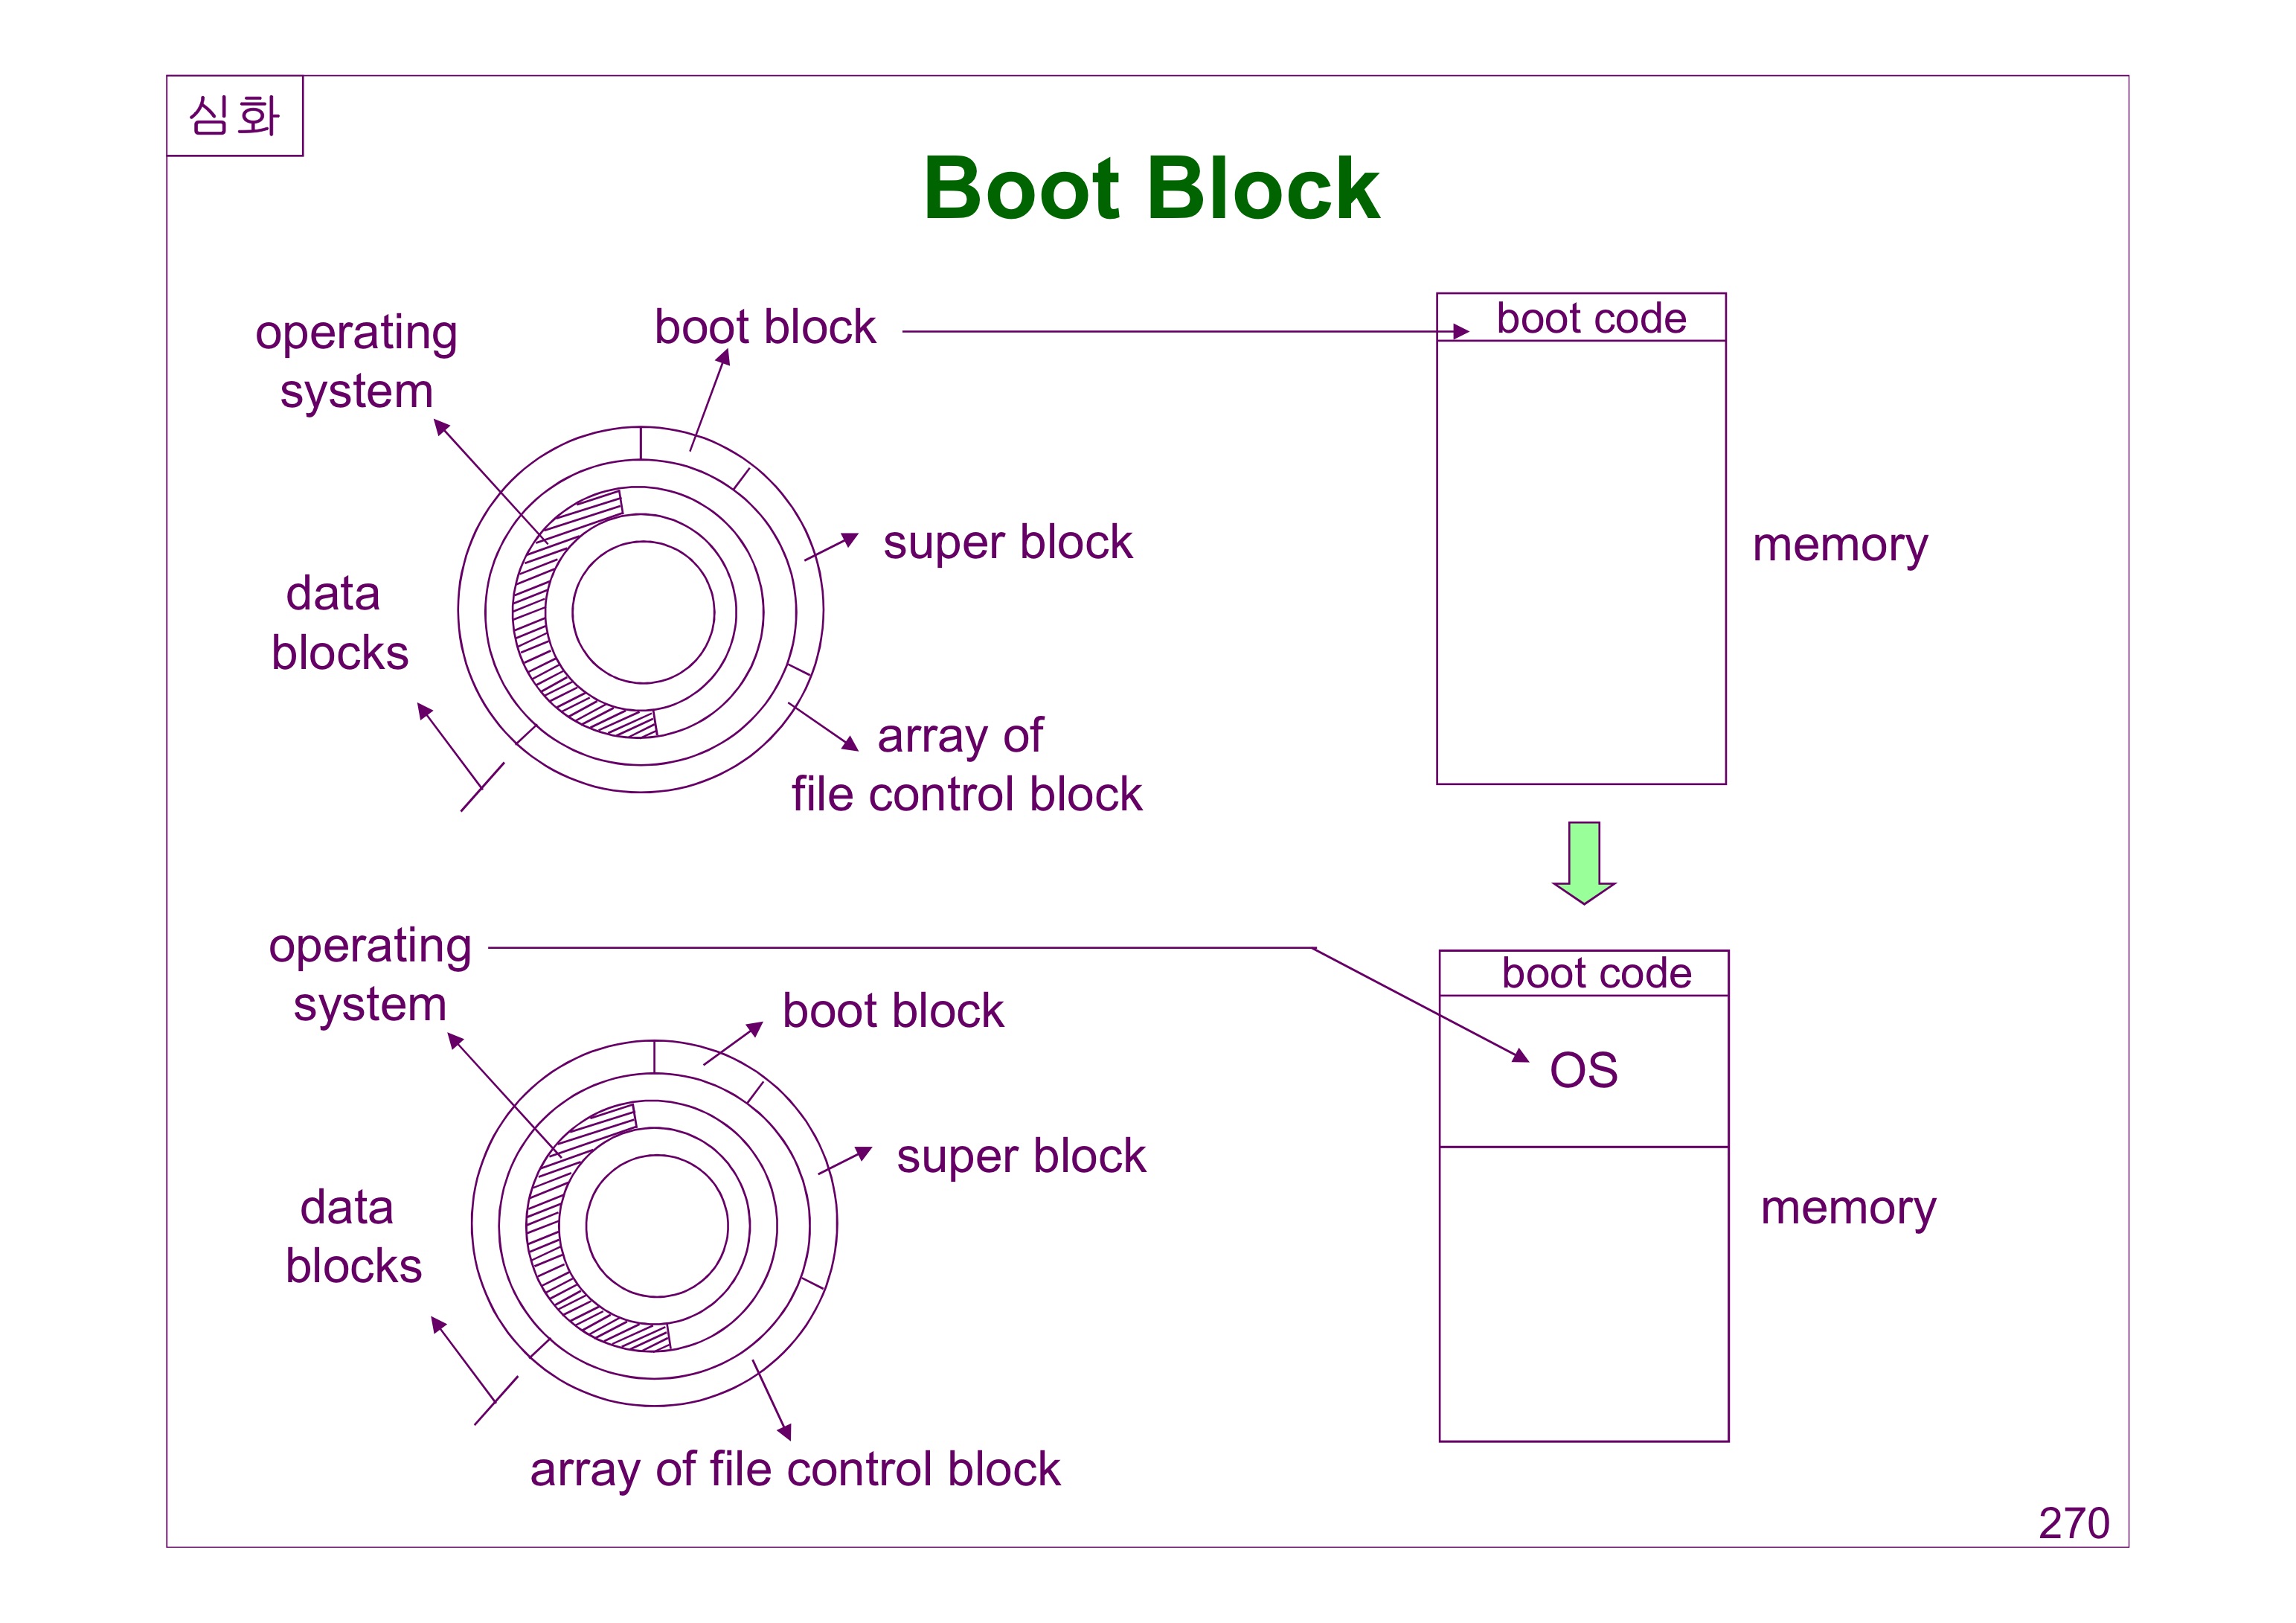 심화
Boot Block
operating
system
boot block
boot code
super block
memory
data
blocks
array of
file control block
operating
system
boot block
boot code
OS
super block
memory
data
blocks
array of file control block
270